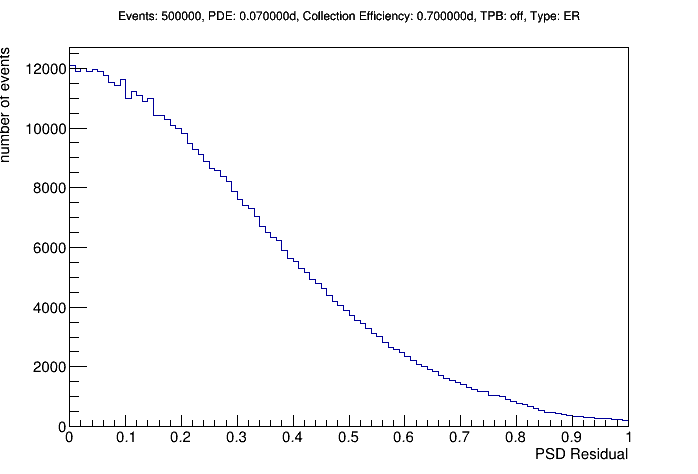 Events: 500000, PDE: 0.070000d, Collection Efficiency: 0.700000d, TPB: off, Type: ER
number of events
12000
10000
8000
6000
4000
2000
0
0 0.1 0.2 0.3 0.4 0.5 0.6 0.7 0.8 0.9 1
PSD Residual